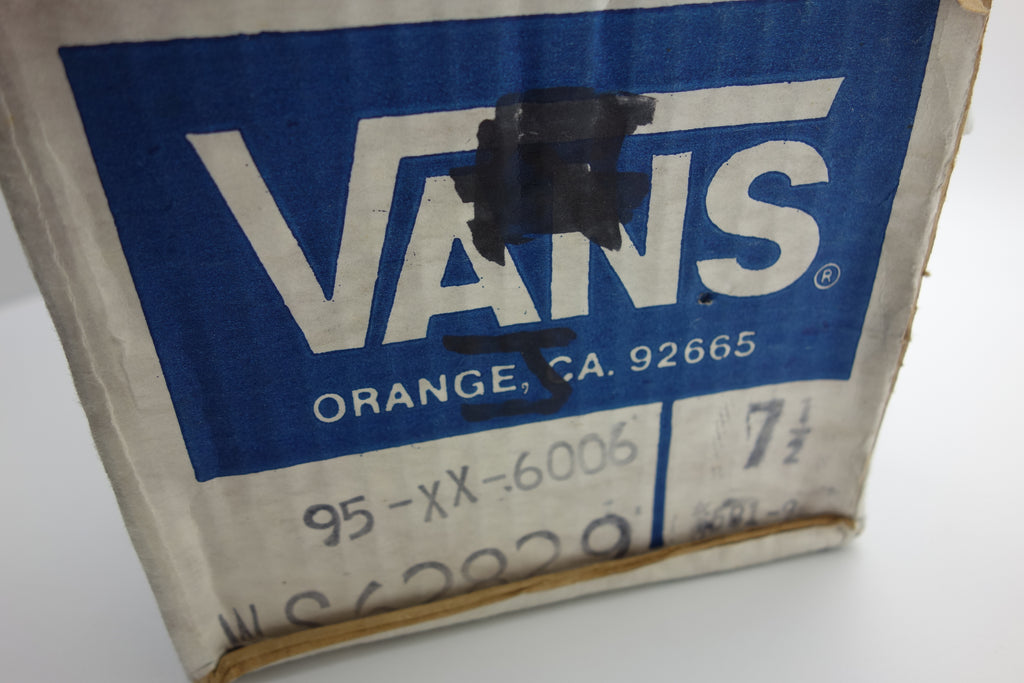 VANS®
ORANGE, CA. 92665
95-XX-6006
7 1/2